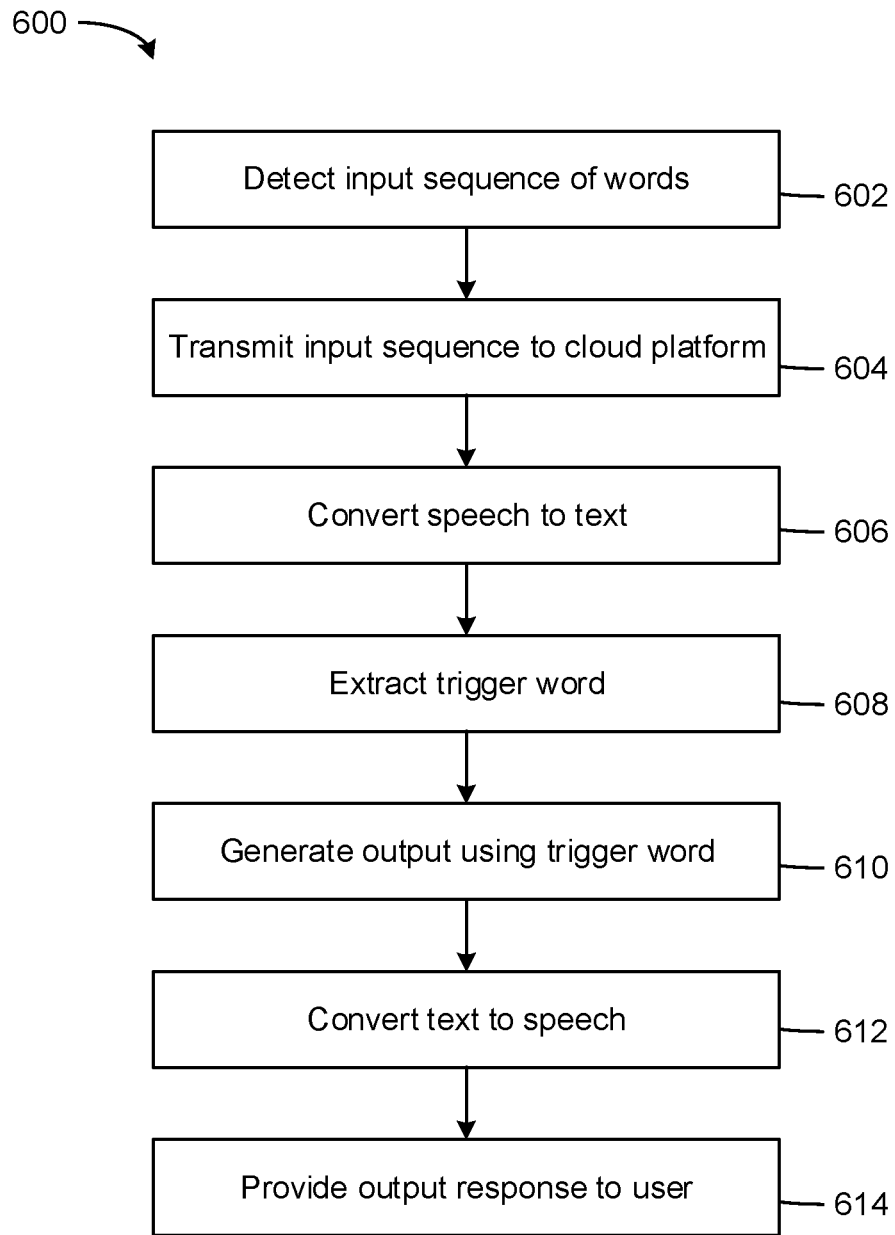 600
Detect input sequence of words
602
Transmit input sequence to cloud platform
604
Convert speech to text
606
Extract trigger word
608
Generate output using trigger word
610
Convert text to speech
612
Provide output response to user
614